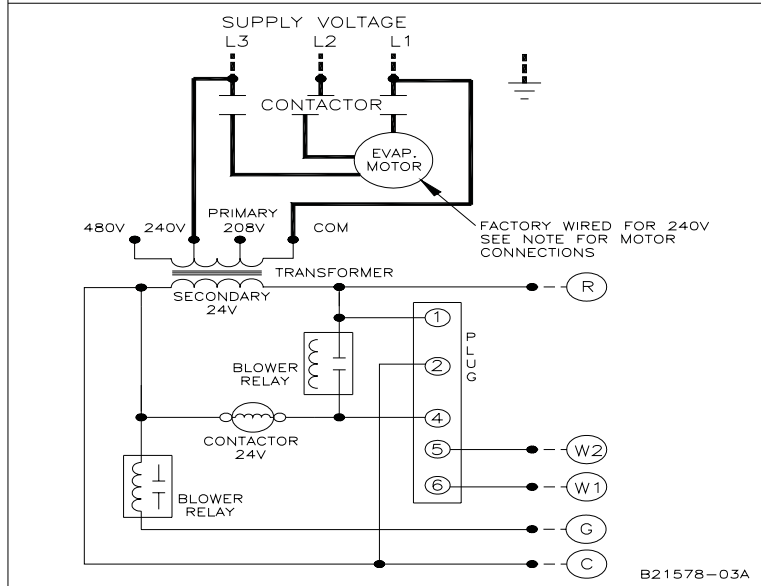 SUPPLY VOLTAGE
L3 L2 L1
CONTACTOR
EVAP.
MOTOR
FACTORY WIRED FOR 240V
SEE NOTE FOR MOTOR
CONNECTIONS
PRIMARY
480V 240V 208V COM
TRANSFORMER
SECONDARY
24V
R
1
PLUG
2
BLOWER
RELAY
4
CONTACTOR
24V
5 W2
6 W1
BLOWER
RELAY
G
C
B21578-03A